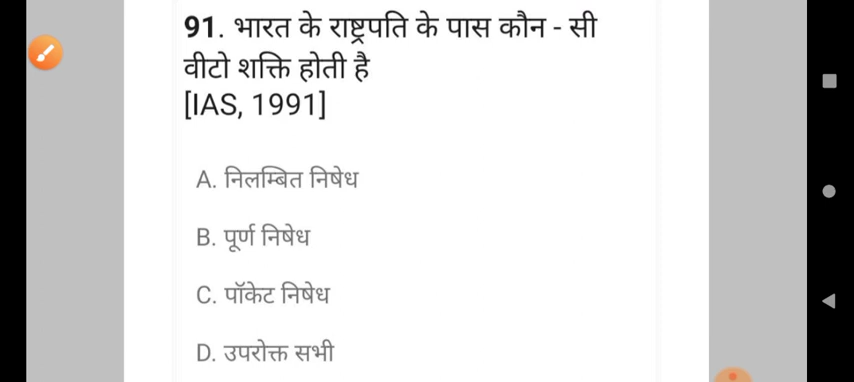 91. भारत के राष्ट्रपति के पास कौन - सी
वीटो शक्ति होती है
[IAS, 1991]
A. निलम्बित निषेध
B. पूर्ण निषेध
C. पॉकेट निषेध
D. उपरोक्त सभी